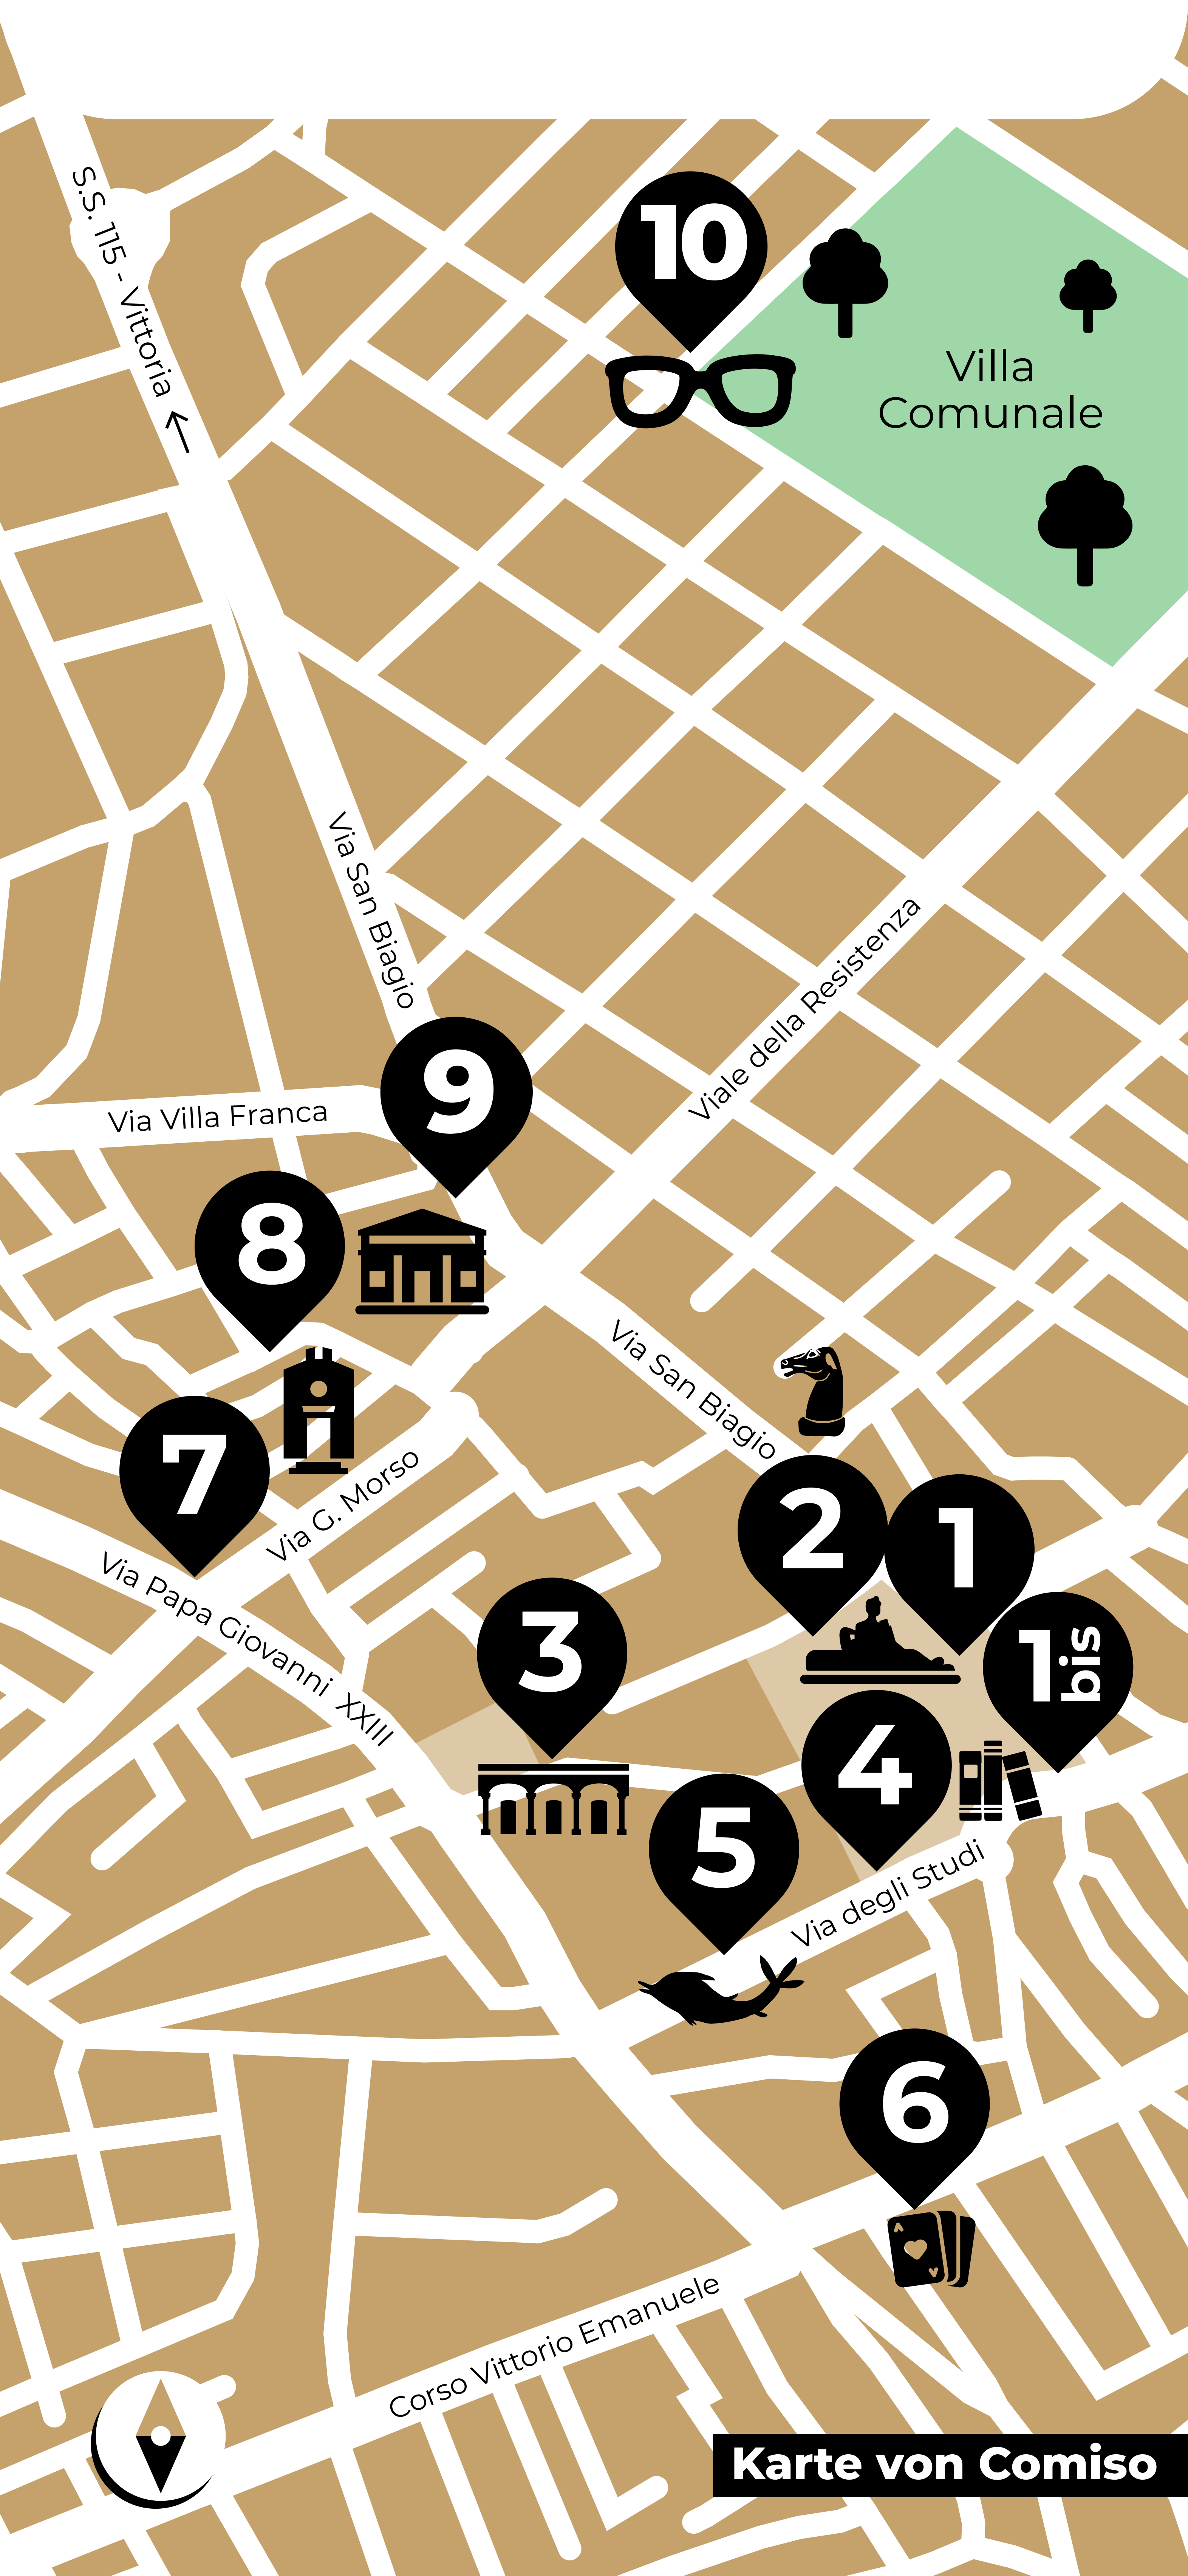 S.S. 115 - Vittoria
10
Villa
Comunale
Via San Biagio
Viale della Resistenza
9
Via Villa Franca
8
Via San Biagio
7
Via G. Morso
2
1
1 bis
Via Papa Giovanni XXIII
3
4
5
Via degli Studi
6
A
A
Corso Vittorio Emanuele
Karte von Comiso